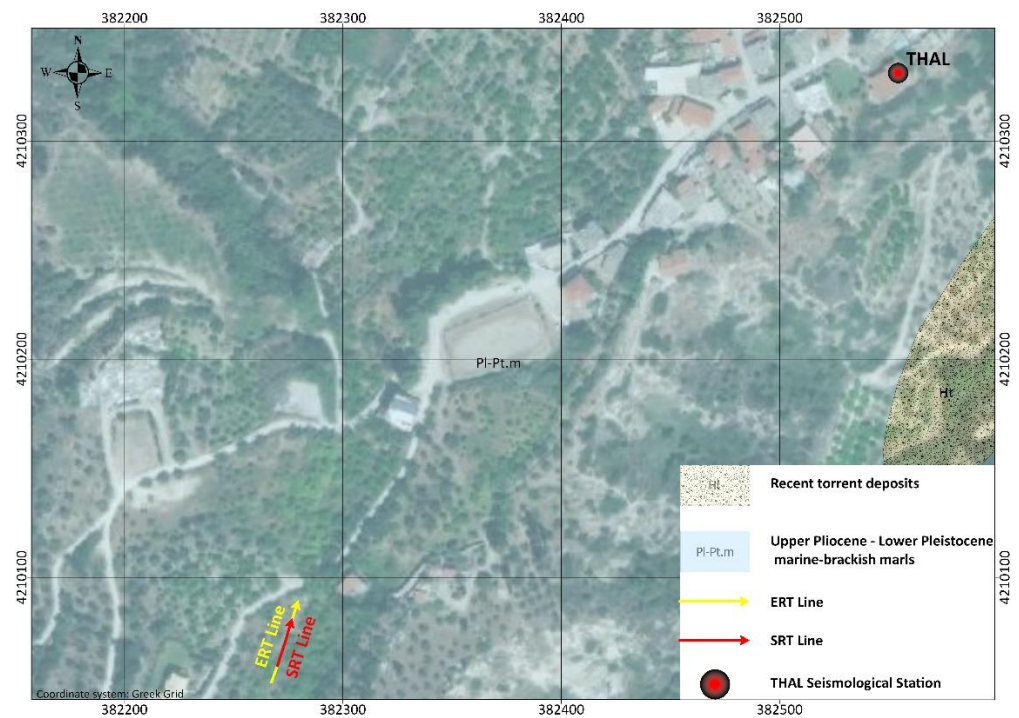 382200 382300 382400 382500
N
W E
S
THAL
4210300 4210300
4210200 4210200
Pl-Pt.m
Ht
Ht Recent torrent deposits
Pl-Pt.m Upper Pliocene - Lower Pleistocene
marine-brackish marls
4210100 4210100
ERT Line
SRT Line
ERT Line
SRT Line
THAL Seismological Station
Coordinate system: Greek Grid
382200 382300 382400 382500